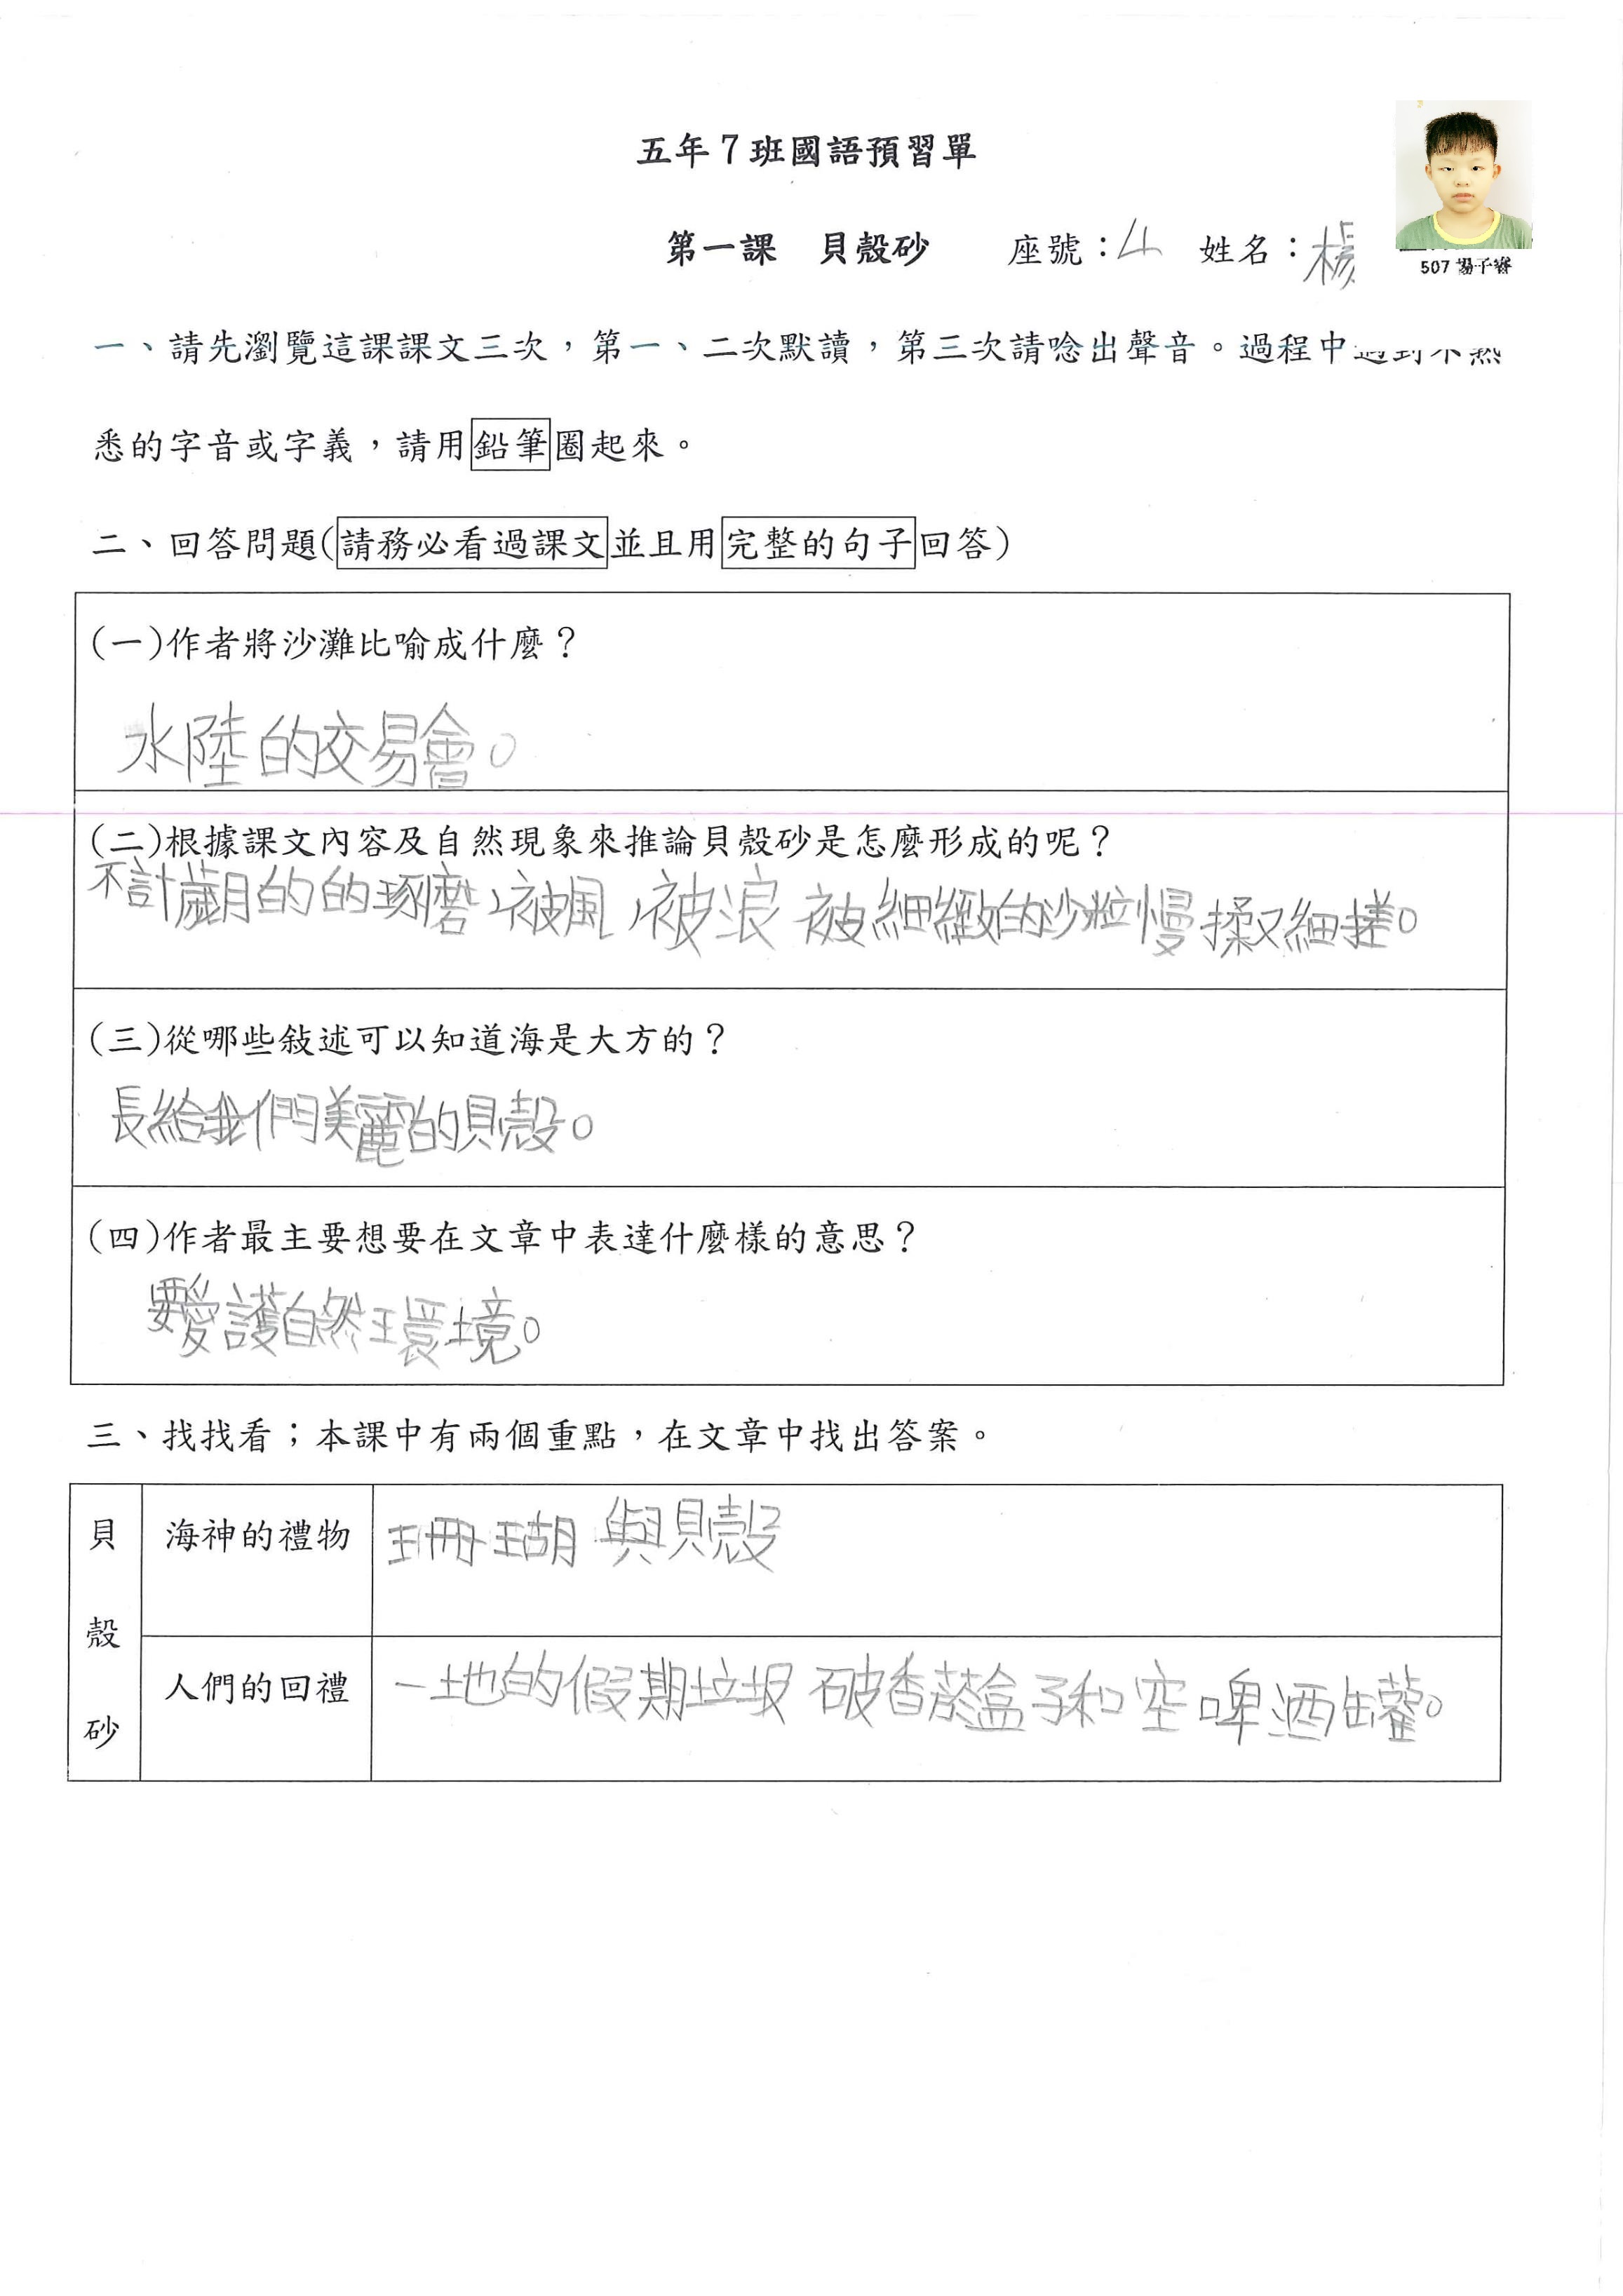 五年7班國語預習單
第一課　貝殼砂　座號：4　姓名：楊
507 楊子
一、請先瀏覽這課課文三次，第一、二次默讀，第三次請唸出聲音。過程中遇到不熟
悉的字音或字義，請用鉛筆圈起來。
二、回答問題(請務必看過課文並且用完整的句子回答)
(一)作者將沙灘比喻成什麼？
水陸的交易會。
(二)根據課文內容及自然現象來推論貝殼砂是怎麼形成的呢？
不計歲月的的琢磨，被風，被浪 被細緻的沙粒慢揉又細搓。
(三)從哪些敍述可以知道海是大方的？
長給我們美麗的貝殼。
(四)作者最主要想要在文章中表達什麼樣的意思？
要愛護自然環境。
三、找找看；本課中有兩個重點，在文章中找出答案。
貝殼砂
海神的禮物
珊瑚與貝殼
人們的回禮
一地的假期垃圾 破香菸盒子和空啤酒罐。